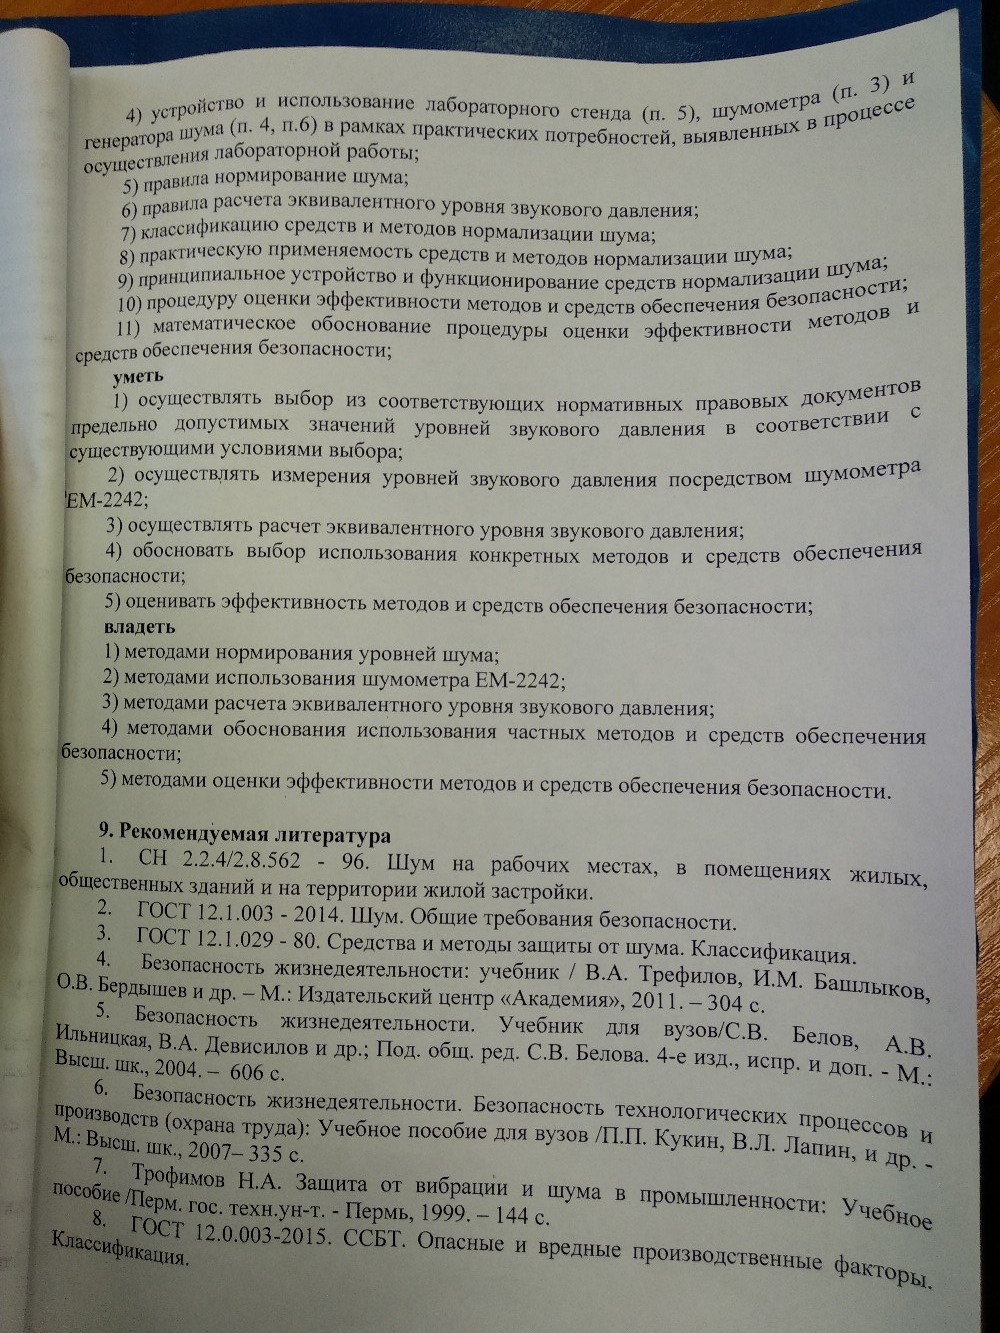 4) устройство и использование лабораторного стенда (п. 5), шумометра (п. 3) и
генератора шума (п. 4, п.6) в рамках практических потребностей, выявленных в процессе
осуществления лабораторной работы;
5) правила нормирование шума;
6) правила расчета эквивалентного уровня звукового давления;
7) классификацию средств и методов нормализации шума;
8) практическую применяемость средств и методов нормализации шума;
9) принципиальное устройство и функционирование средств нормализации шума;
10) процедуру оценки эффективности методов и средств обеспечения безопасности;
11) математическое обоснование процедуры оценки эффективности методов и
средств обеспечения безопасности;
уметь
1) осуществлять выбор из соответствующих нормативных правовых документов
предельно допустимых значений уровней звукового давления в соответствии с
существующими условиями выбора;
2) осуществлять измерения уровней звукового давления посредством шумометра
ЕМ-2242;
3) осуществлять расчет эквивалентного уровня звукового давления;
4) обосновать выбор использования конкретных методов и средств обеспечения
безопасности;
5) оценивать эффективность методов и средств обеспечения безопасности;
владеть
1) методами нормирования уровней шума;
2) методами использования шумометра ЕМ-2242;
3) методами расчета эквивалентного уровня звукового давления;
4) методами обоснования использования частных методов и средств обеспечения
безопасности;
5) методами оценки эффективности методов и средств обеспечения безопасности.
9. Рекомендуемая литература
1. СН 2.2.4/2.8.562 - 96. Шум на рабочих местах, в помещениях жилых,
общественных зданий и на территории жилой застройки.
2. ГОСТ 12.1.003 - 2014. Шум. Общие требования безопасности.
3. ГОСТ 12.1.029 - 80. Средства и методы защиты от шума. Классификация.
4. Безопасность жизнедеятельности: учебник / В.А. Трефилов, И.М. Башлыков,
О.В. Бердышев и др. – М.: Издательский центр «Академия», 2011. – 304 с.
5. Безопасность жизнедеятельности. Учебник для вузов/С.В. Белов, А.В.
Ильницкая, В.А. Девисилов и др.; Под. общ. ред. С.В. Белова. 4-е изд., испр. и доп. - М.:
Высш. шк., 2004. – 606 с.
6. Безопасность жизнедеятельности. Безопасность технологических процессов и
производств (охрана труда): Учебное пособие для вузов /П.П. Кукин, В.Л. Лапин, и др. -
М.: Высш. шк., 2007– 335 с.
7. Трофимов Н.А. Защита от вибрации и шума в промышленности: Учебное
пособие /Перм. гос. техн.ун-т. - Пермь, 1999. – 144 с.
8. ГОСТ 12.0.003-2015. ССБТ. Опасные и вредные производственные факторы.
Классификация.